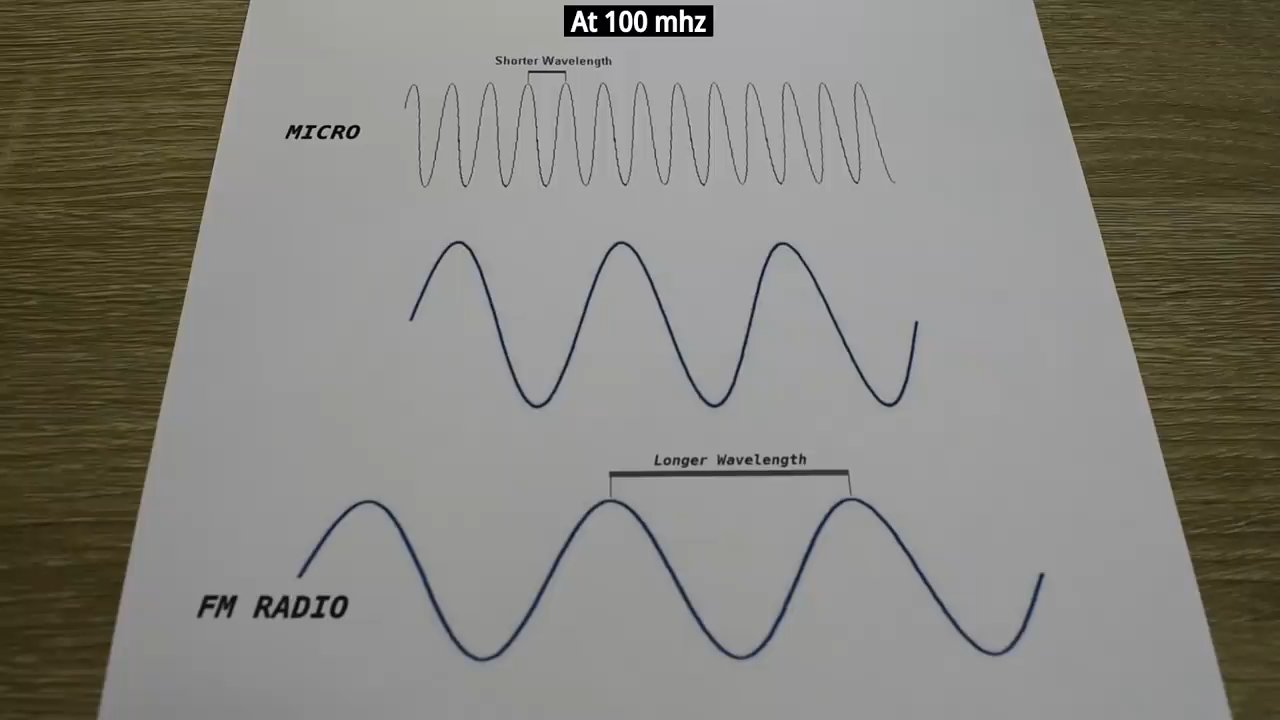 At 100 mhz
Shorter Wavelength
MICRO
Longer Wavelength
FM RADIO